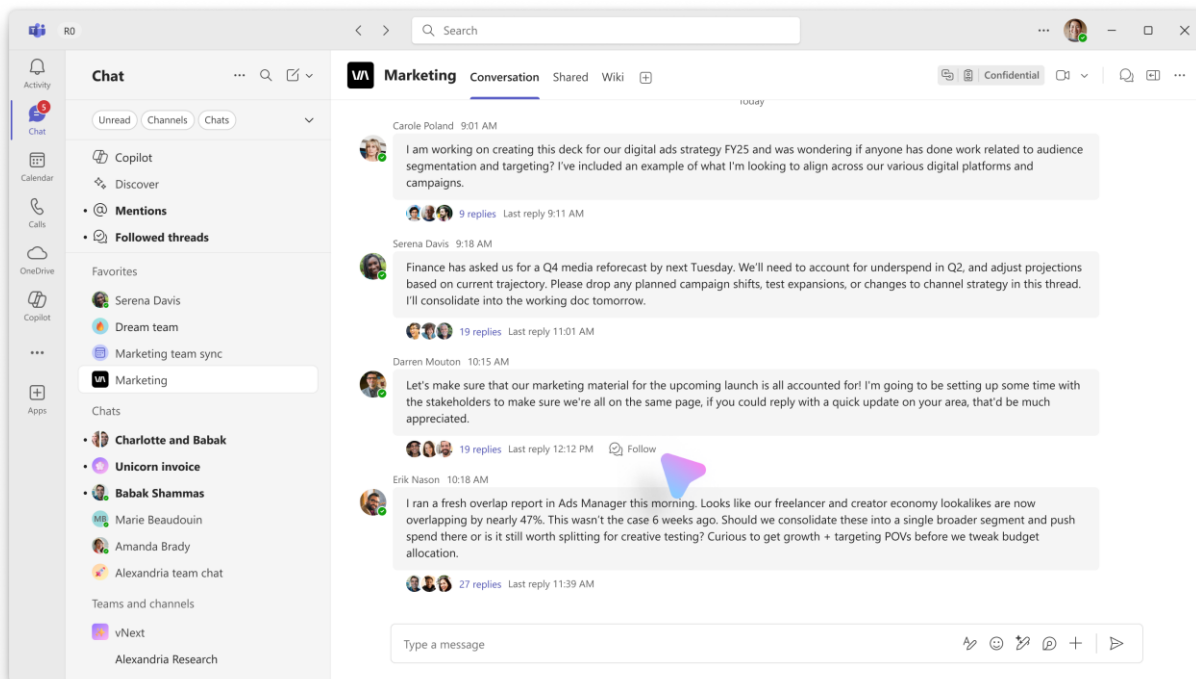 R0
Search
Activity
5
Chat
Calendar
Calls
OneDrive
Copilot
Apps
Chat
Unread
Channels
Chats
Copilot
Discover
Mentions
Followed threads
Favorites
Serena Davis
Dream team
Marketing team sync
Marketing
Chats
Charlotte and Babak
Unicorn invoice
Babak Shammas
MB
Marie Beaudouin
Amanda Brady
Alexandria team chat
Teams and channels
vNext
Alexandria Research
Marketing
Conversation
Shared
Wiki
Confidential
Today
Carole Poland 9:01 AM
I am working on creating this deck for our digital ads strategy FY25 and was wondering if anyone has done work related to audience
segmentation and targeting? I've included an example of what I'm looking to align across our various digital platforms and
campaigns.
9 replies Last reply 9:11 AM
Serena Davis 9:18 AM
Finance has asked us for a Q4 media reforecast by next Tuesday. We'll need to account for underspend in Q2, and adjust projections
based on current trajectory. Please drop any planned campaign shifts, test expansions, or changes to channel strategy in this thread.
I'll consolidate into the working doc tomorrow.
19 replies Last reply 11:01 AM
Darren Mouton 10:15 AM
Let's make sure that our marketing material for the upcoming launch is all accounted for! I'm going to be setting up some time with
the stakeholders to make sure we're all on the same page, if you could reply with a quick update on your area, that'd be much
appreciated.
19 replies Last reply 12:12 PM Follow
Erik Nason 10:18 AM
I ran a fresh overlap report in Ads Manager this morning. Looks like our freelancer and creator economy lookalikes are now
overlapping by nearly 47%. This wasn't the case 6 weeks ago. Should we consolidate these into a single broader segment and push
spend there or is it still worth splitting for creative testing? Curious to get growth + targeting POVs before we tweak budget
allocation.
27 replies Last reply 11:39 AM
Type a message